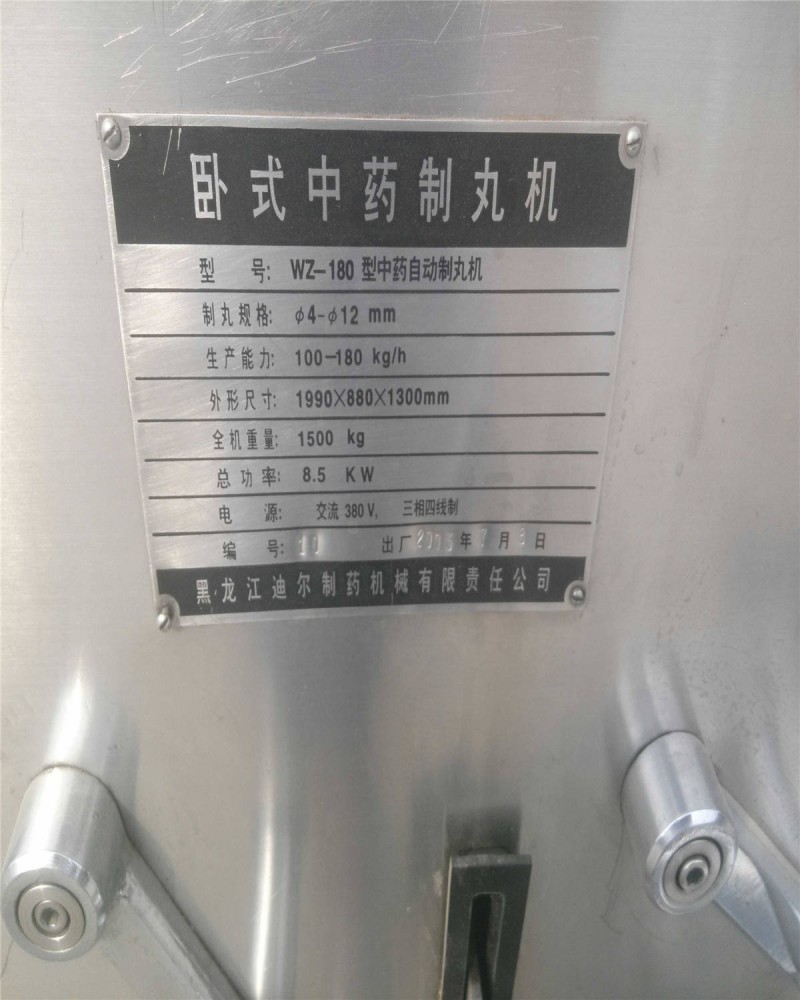 卧式中药制丸机
型 号: WZ-180 型中药自动制丸机
制丸规格: φ4-φ12 mm
生产能力: 100-180 kg/h
外形尺寸: 1990×880×1300mm
全机重量: 1500 kg
总功率: 8.5 KW
电 源: 交流 380 V, 三相四线制
编 号: 10 出厂 年 月 日
黑龙江迪尔制药机械有限责任公司